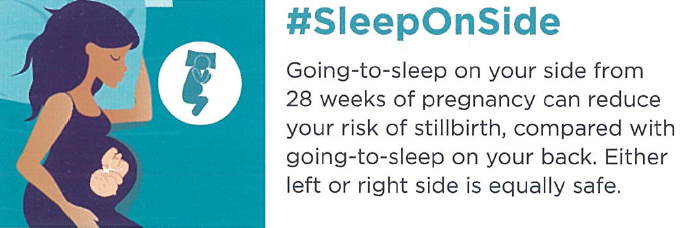 #SleepOnSide
Going-to-sleep on your side from
28 weeks of pregnancy can reduce
your risk of stillbirth, compared with
going-to-sleep on your back. Either
left or right side is equally safe.